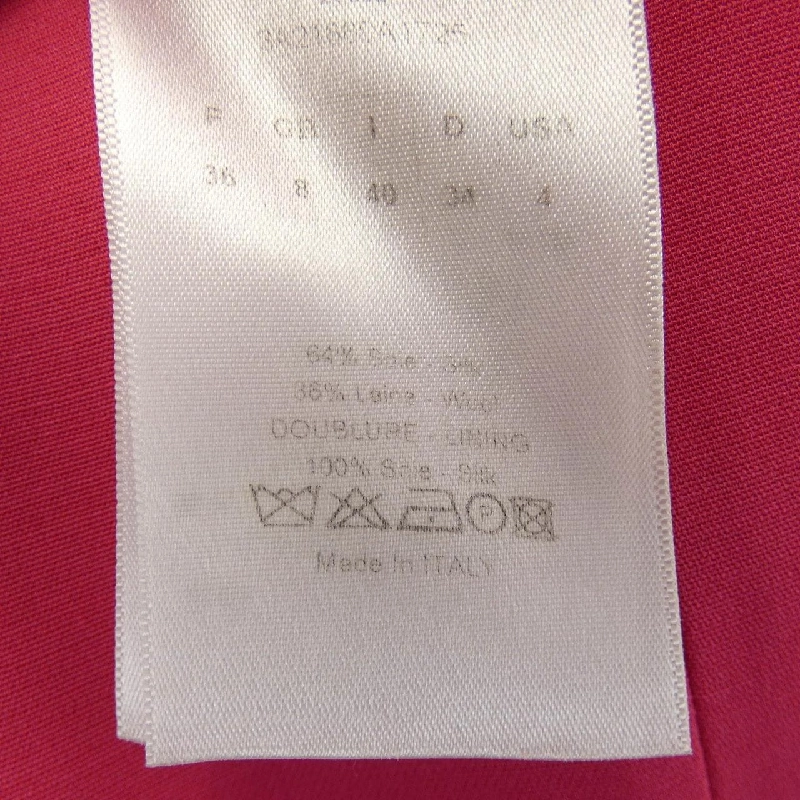 F GB I D USA
36 8 40 34 4
64% Soie - Silk
36% Laine - Wool
DOUBLURE - LINING
100% Soie - Silk
P
Made in ITALY